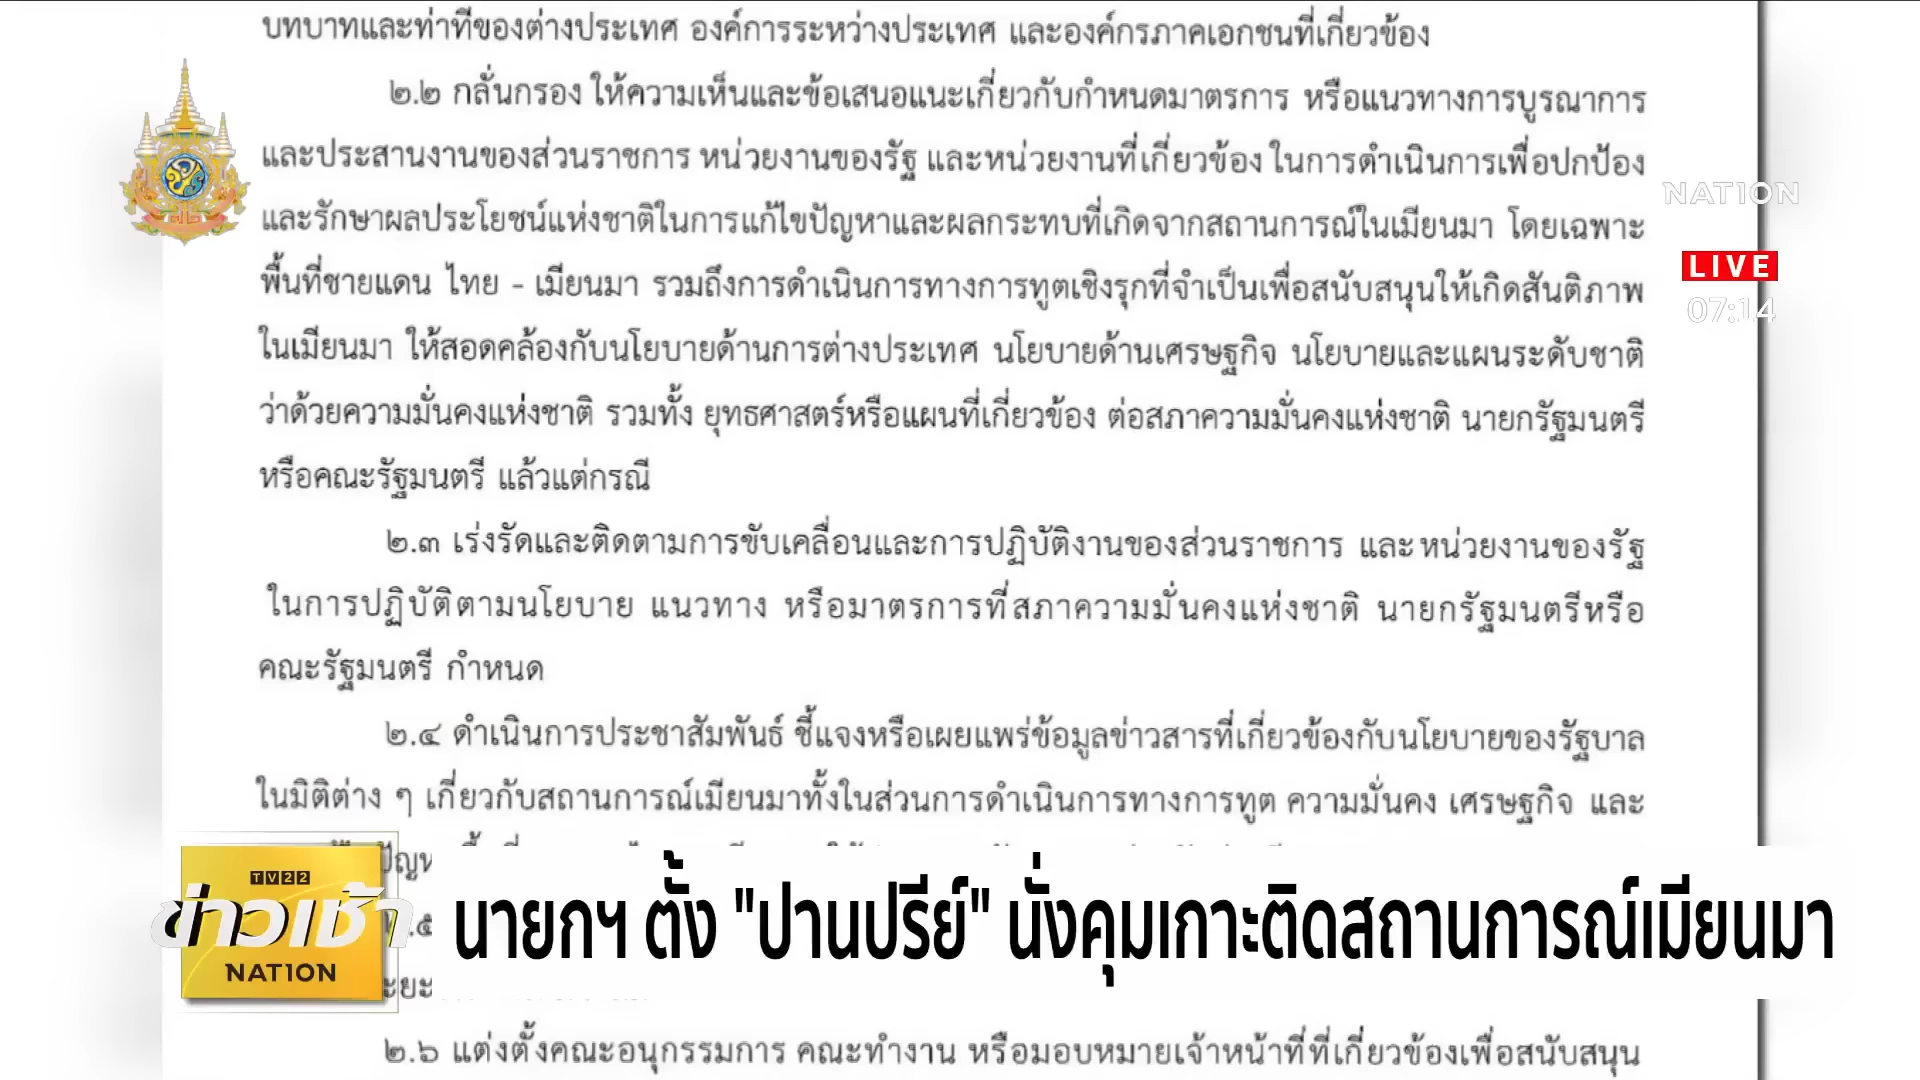 บทบาทและท่าทีของต่างประเทศ องค์การระหว่างประเทศ และองค์กรภาคเอกชนที่เกี่ยวข้อง
๒.๒ กลั่นกรอง ให้ความเห็นและข้อเสนอแนะเกี่ยวกับกำหนดมาตรการ หรือแนวทางการบูรณาการ
และประสานงานของส่วนราชการ หน่วยงานของรัฐ และหน่วยงานที่เกี่ยวข้อง ในการดำเนินการเพื่อปกป้อง
และรักษาผลประโยชน์แห่งชาติในการแก้ไขปัญหาและผลกระทบที่เกิดจากสถานการณ์ในเมียนมา โดยเฉพาะ
NATION
พื้นที่ชายแดน ไทย - เมียนมา รวมถึงการดำเนินการทางการทูตเชิงรุกที่จำเป็นเพื่อสนับสนุนให้เกิดสันติภาพ
LIVE
07:14
ในเมียนมา ให้สอดคล้องกับนโยบายด้านการต่างประเทศ นโยบายด้านเศรษฐกิจ นโยบายและแผนระดับชาติ
ว่าด้วยความมั่นคงแห่งชาติ รวมทั้ง ยุทธศาสตร์หรือแผนที่เกี่ยวข้อง ต่อสภาความมั่นคงแห่งชาติ นายกรัฐมนตรี
หรือคณะรัฐมนตรี แล้วแต่กรณี
๒.๓ เร่งรัดและติดตามการขับเคลื่อนและการปฏิบัติงานของส่วนราชการ และหน่วยงานของรัฐ
ในการปฏิบัติตามนโยบาย แนวทาง หรือมาตรการที่สภาความมั่นคงแห่งชาติ นายกรัฐมนตรีหรือ
คณะรัฐมนตรี กำหนด
๒.๔ ดำเนินการประชาสัมพันธ์ ชี้แจงหรือเผยแพร่ข้อมูลข่าวสารที่เกี่ยวข้องกับนโยบายของรัฐบาล
ในมิติต่าง ๆ เกี่ยวกับสถานการณ์เมียนมาทั้งในส่วนการดำเนินการทางการทูต ความมั่นคง เศรษฐกิจ และ
TV22
ข่าวเช้า
NATION
นายกฯ ตั้ง "ปานปรีย์" นั่งคุมเกาะติดสถานการณ์เมียนมา
๒.๖ แต่งตั้งคณะอนุกรรมการ คณะทำงาน หรือมอบหมายเจ้าหน้าที่ที่เกี่ยวข้องเพื่อสนับสนุน